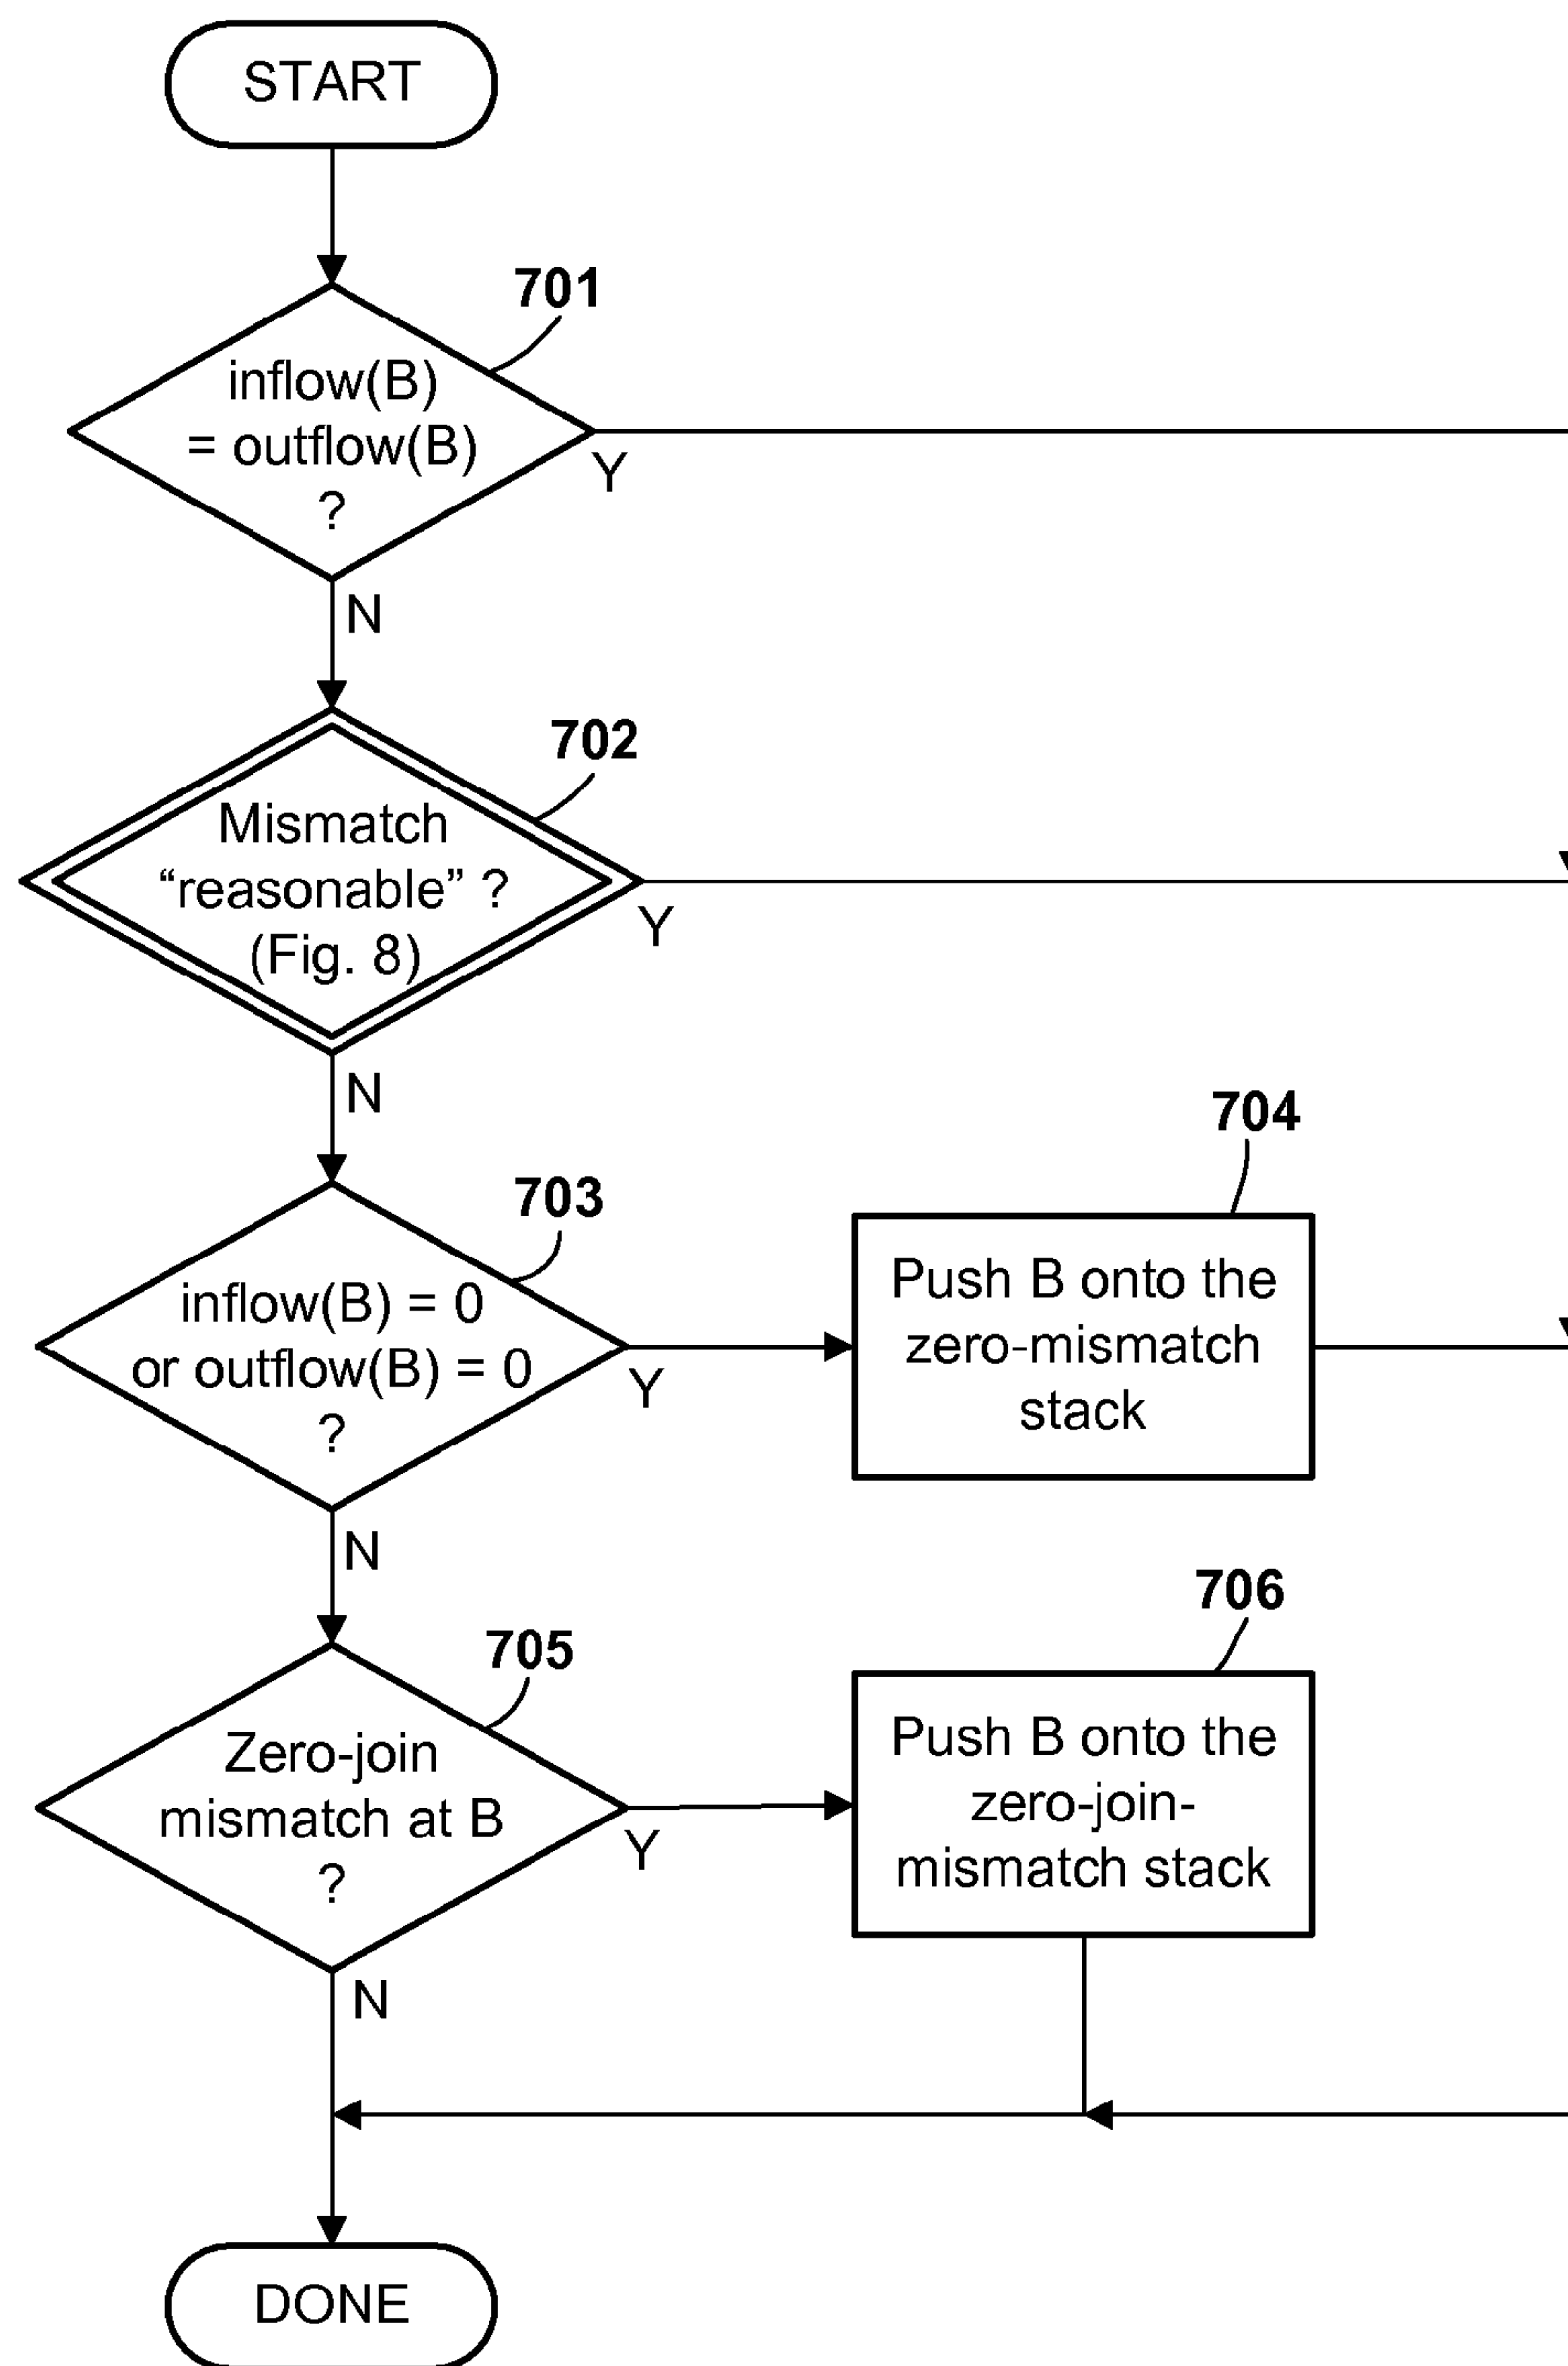 START
701
inflow(B)
= outflow(B)
?
Y
N
702
Mismatch
“reasonable” ?
(Fig. 8)
Y
N
703
inflow(B) = 0
or outflow(B) = 0
?
Y
N
704
Push B onto the
zero-mismatch
stack
705
Zero-join
mismatch at B
?
Y
N
706
Push B onto the
zero-join-
mismatch stack
DONE